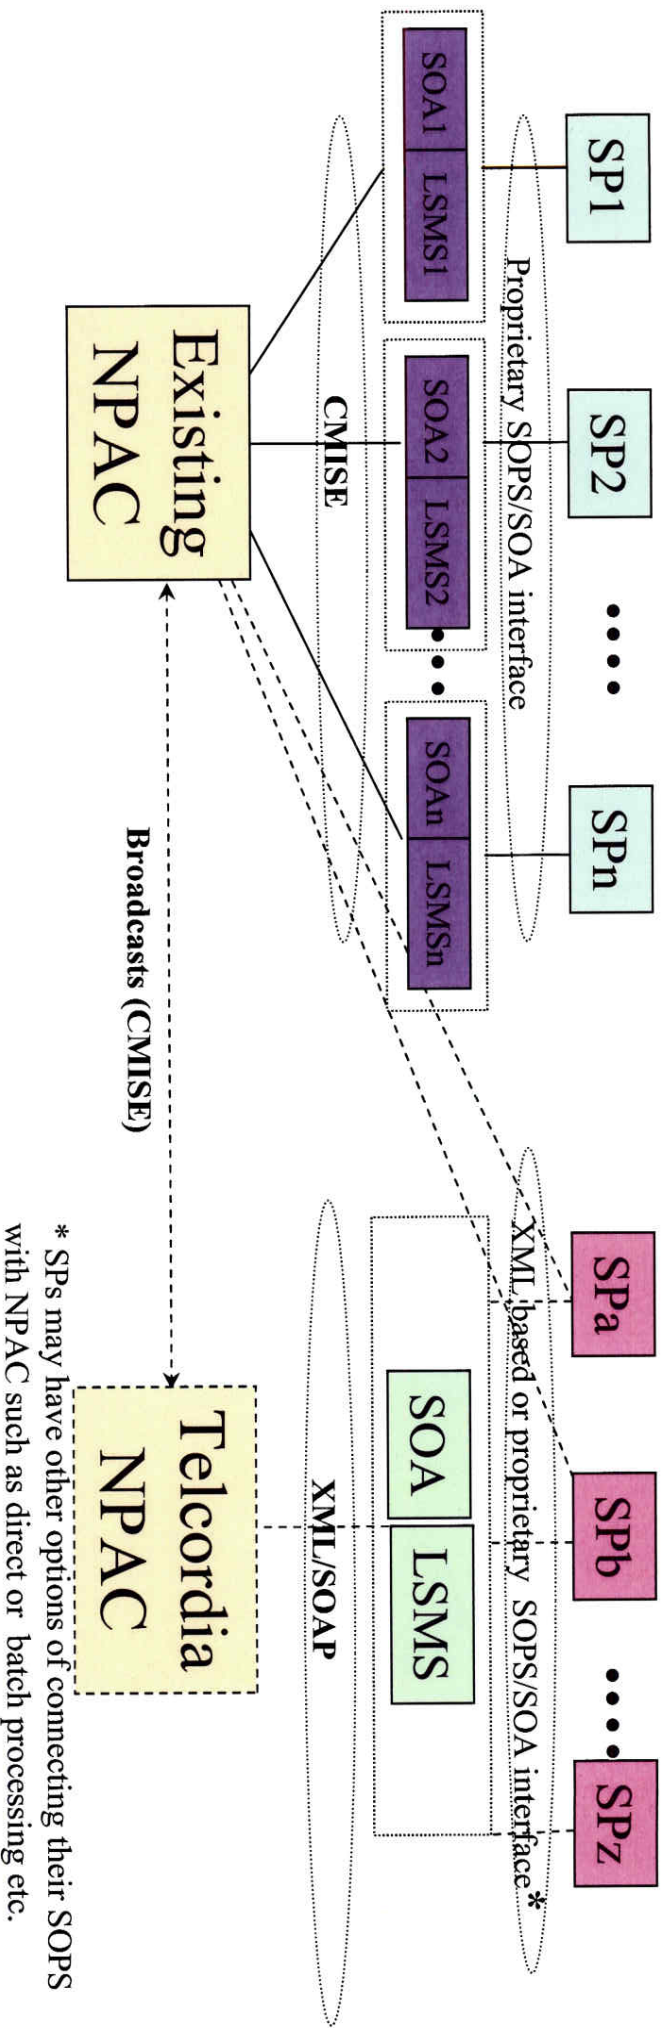 SP1
SP2
SPn
SPa
SPb
SPz
Proprietary SOPS/SOA interface
XML based or proprietary SOPS/SOA interface*
SOA1 LSMS1
SOA2 LSMS2
SOAn LSMSn
SOA LSMS
CMISE
XML/SOAP
Existing
NPAC
Broadcasts (CMISE)
Telcordia
NPAC
* SPs may have other options of connecting their SOPS
with NPAC such as direct or batch processing etc.